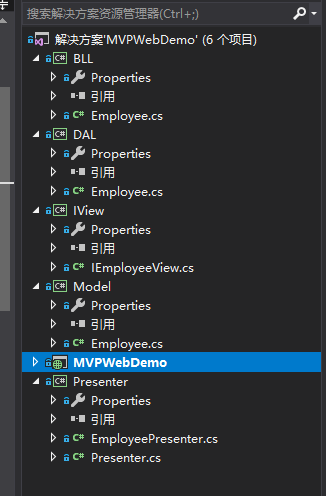 搜索解决方案资源管理器(Ctrl+;)
解决方案'MVPWebDemo' (6 个项目)
C# BLL
Properties
引用
C# Employee.cs
C# DAL
Properties
引用
C# Employee.cs
C# IView
Properties
引用
C# IEmployeeView.cs
C# Model
Properties
引用
C# Employee.cs
MVPWebDemo
C# Presenter
Properties
引用
C# EmployeePresenter.cs
C# Presenter.cs